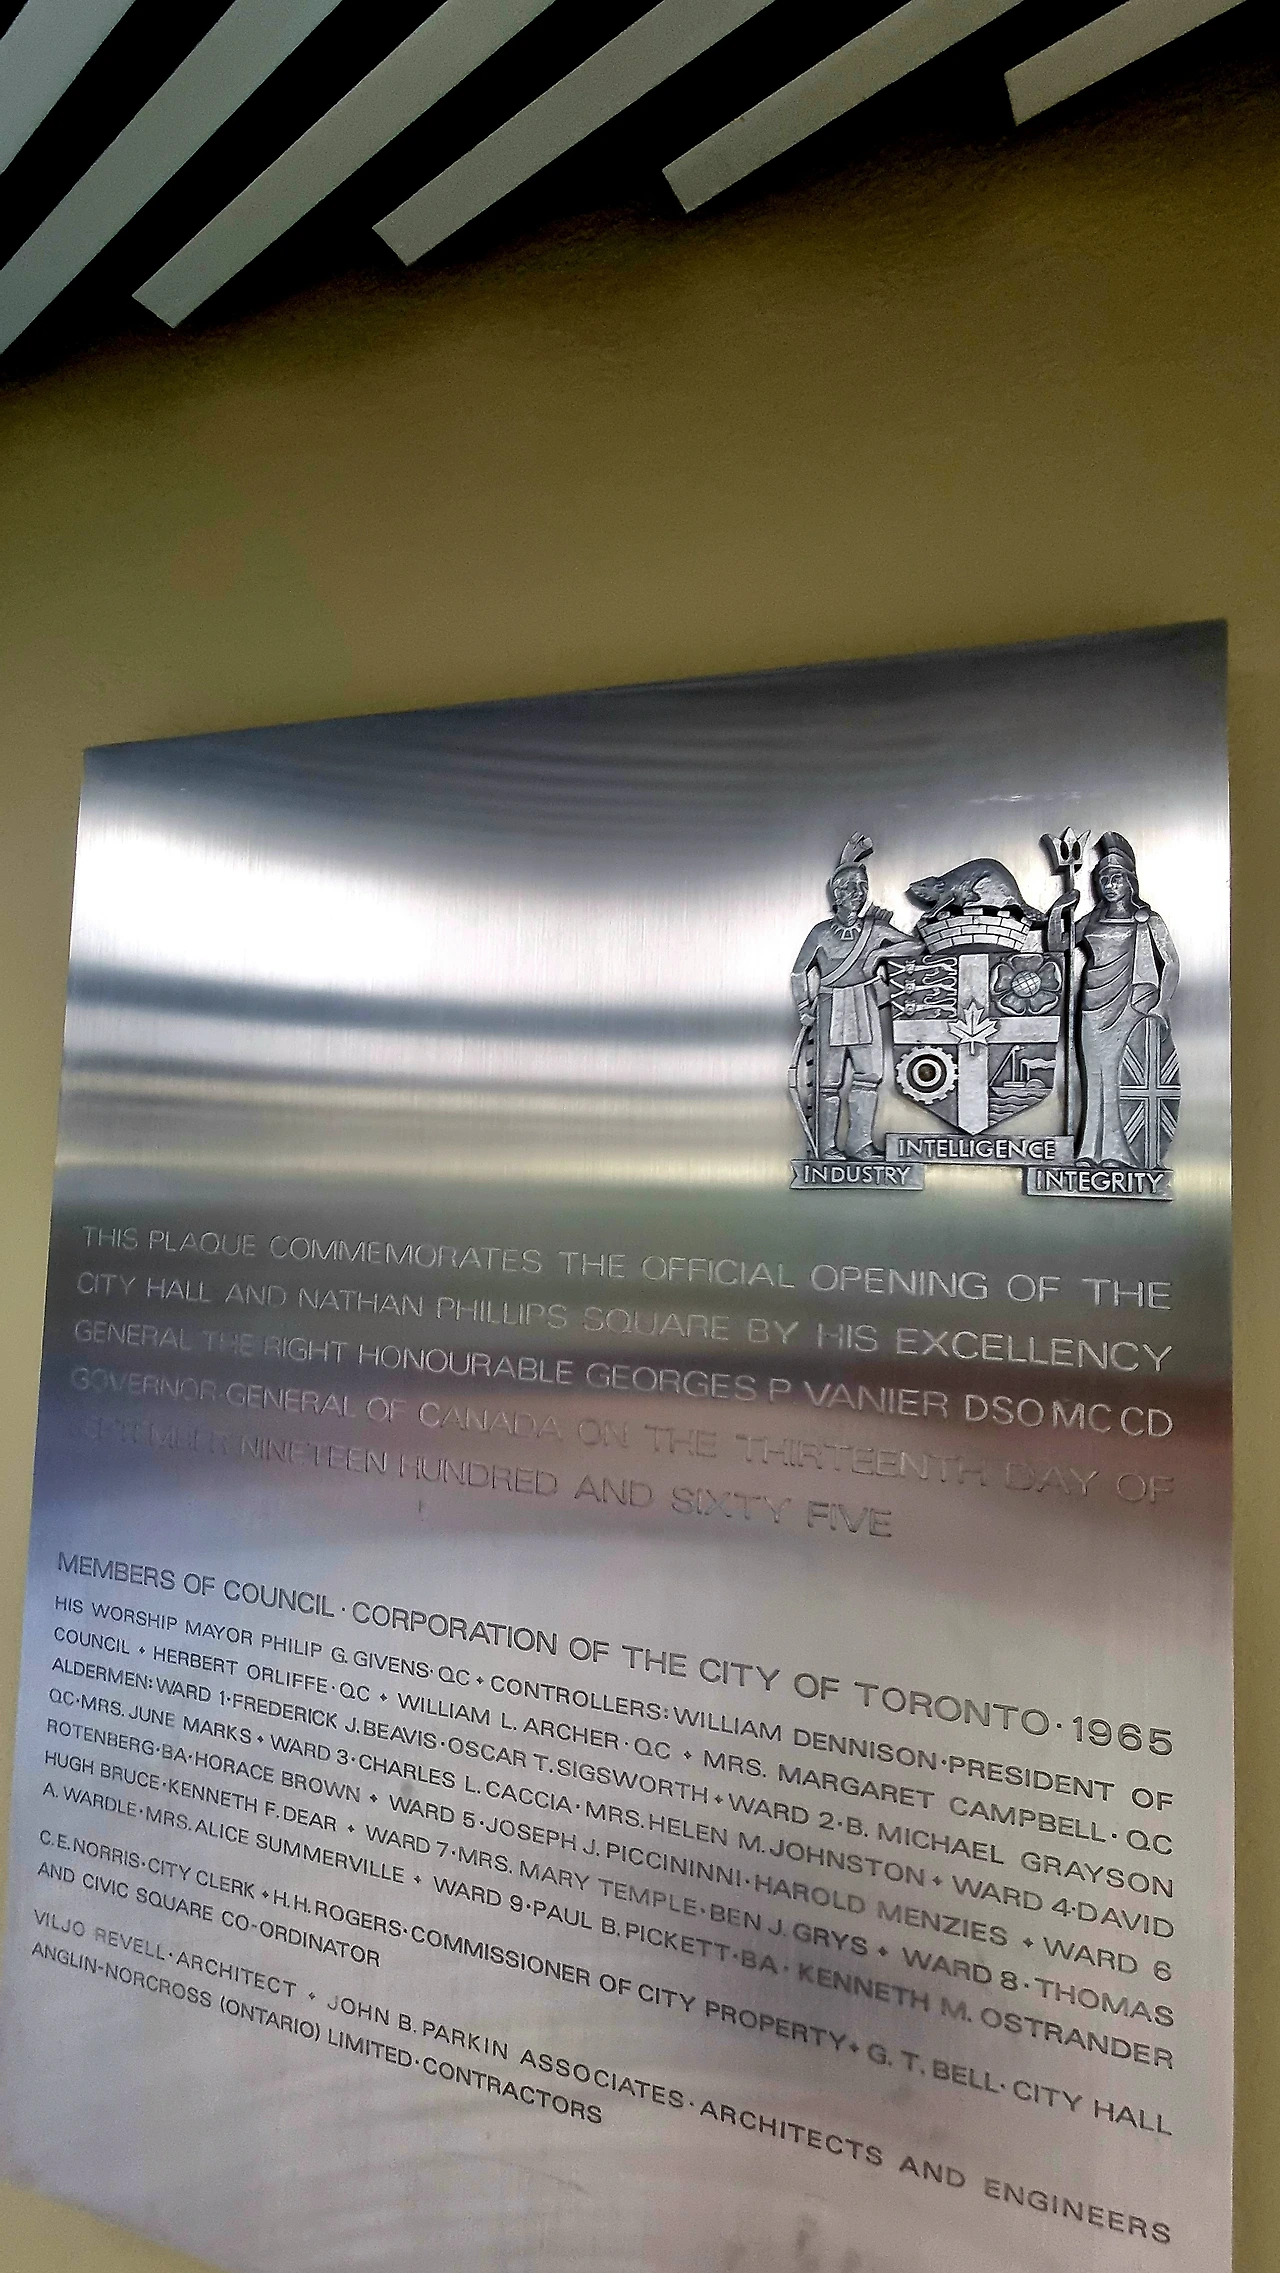 INTELLIGENCE
INDUSTRY INTEGRITY
THIS PLAQUE COMMEMORATES THE OFFICIAL OPENING OF THE
CITY HALL AND NATHAN PHILLIPS SQUARE BY HIS EXCELLENCY
GENERAL THE RIGHT HONOURABLE GEORGES P. VANIER DSO MC CD
GOVERNOR·GENERAL OF CANADA ON THE THIRTEENTH DAY OF
SEPTEMBER NINETEEN HUNDRED AND SIXTY FIVE
MEMBERS OF COUNCIL · CORPORATION OF THE CITY OF TORONTO · 1965
HIS WORSHIP MAYOR PHILIP G. GIVENS · QC + CONTROLLERS: WILLIAM DENNISON · PRESIDENT OF
COUNCIL + HERBERT ORLIFFE · QC + WILLIAM L. ARCHER · QC + MRS. MARGARET CAMPBELL · QC
ALDERMEN: WARD 1 · FREDERICK J. BEAVIS · OSCAR T. SIGSWORTH + WARD 2 · B. MICHAEL GRAYSON
QC · MRS. JUNE MARKS + WARD 3 · CHARLES L. CACCIA · MRS. HELEN M. JOHNSTON + WARD 4 · DAVID
ROTENBERG · BA · HORACE BROWN + WARD 5 · JOSEPH J. PICCININNI · HAROLD MENZIES + WARD 6
HUGH BRUCE · KENNETH F. DEAR + WARD 7 · MRS. MARY TEMPLE · BEN J. GRYS + WARD 8 · THOMAS
A. WARDLE · MRS. ALICE SUMMERVILLE + WARD 9 · PAUL B. PICKETT · BA · KENNETH M. OSTRANDER
C. E. NORRIS · CITY CLERK + H. H. ROGERS · COMMISSIONER OF CITY PROPERTY + G. T. BELL · CITY HALL
AND CIVIC SQUARE CO-ORDINATOR
VILJO REVELL · ARCHITECT + JOHN B. PARKIN ASSOCIATES · ARCHITECTS AND ENGINEERS
ANGLIN-NORCROSS (ONTARIO) LIMITED · CONTRACTORS